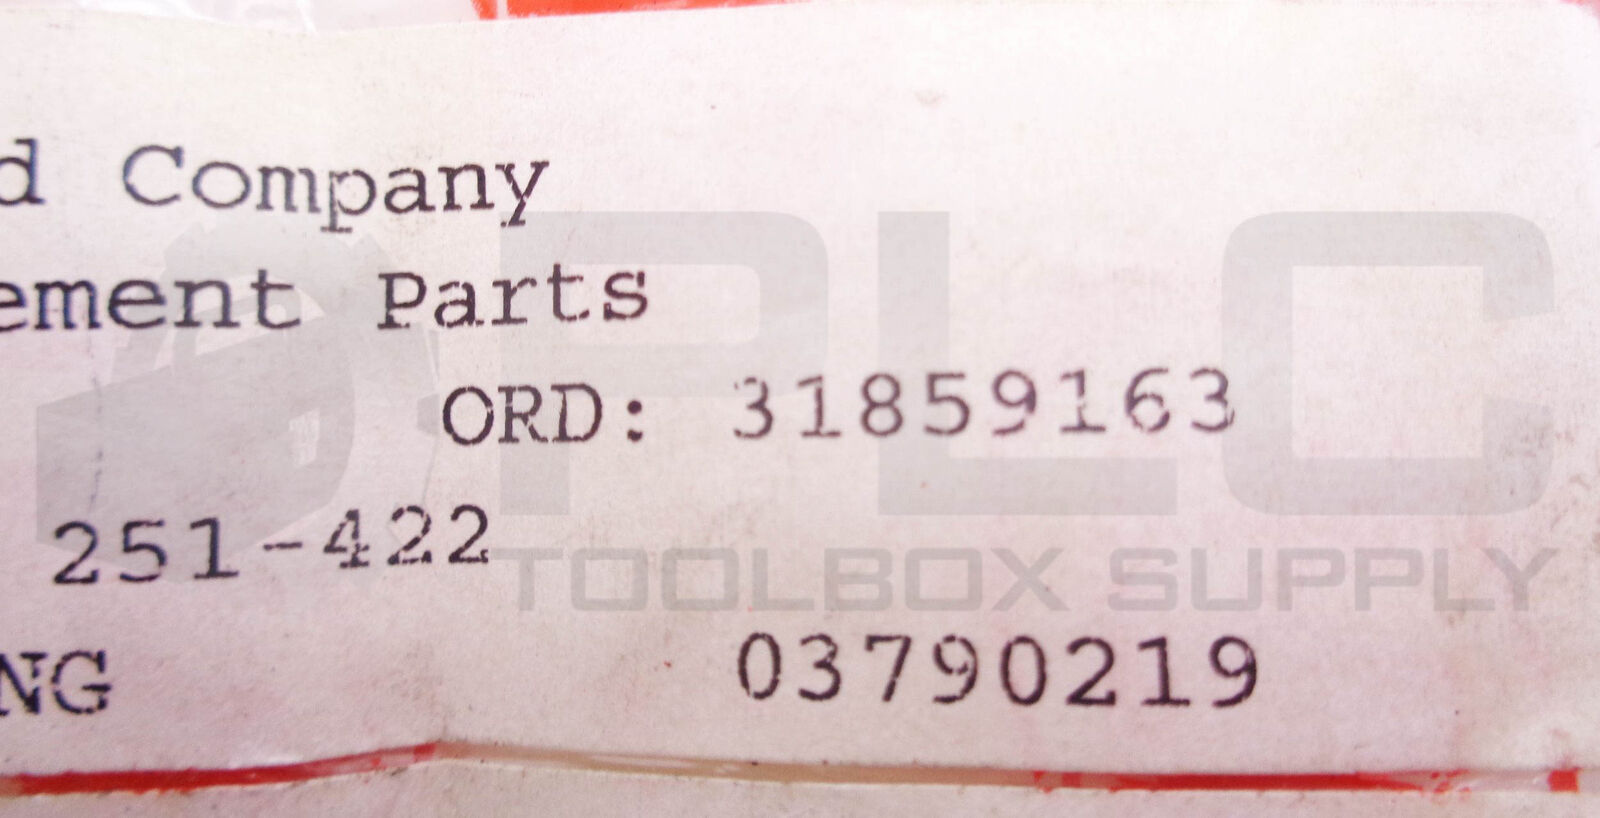 d Company
ement Parts
ORD: 31859163
251-422
NG 03790219
PLC
TOOLBOX SUPPLY